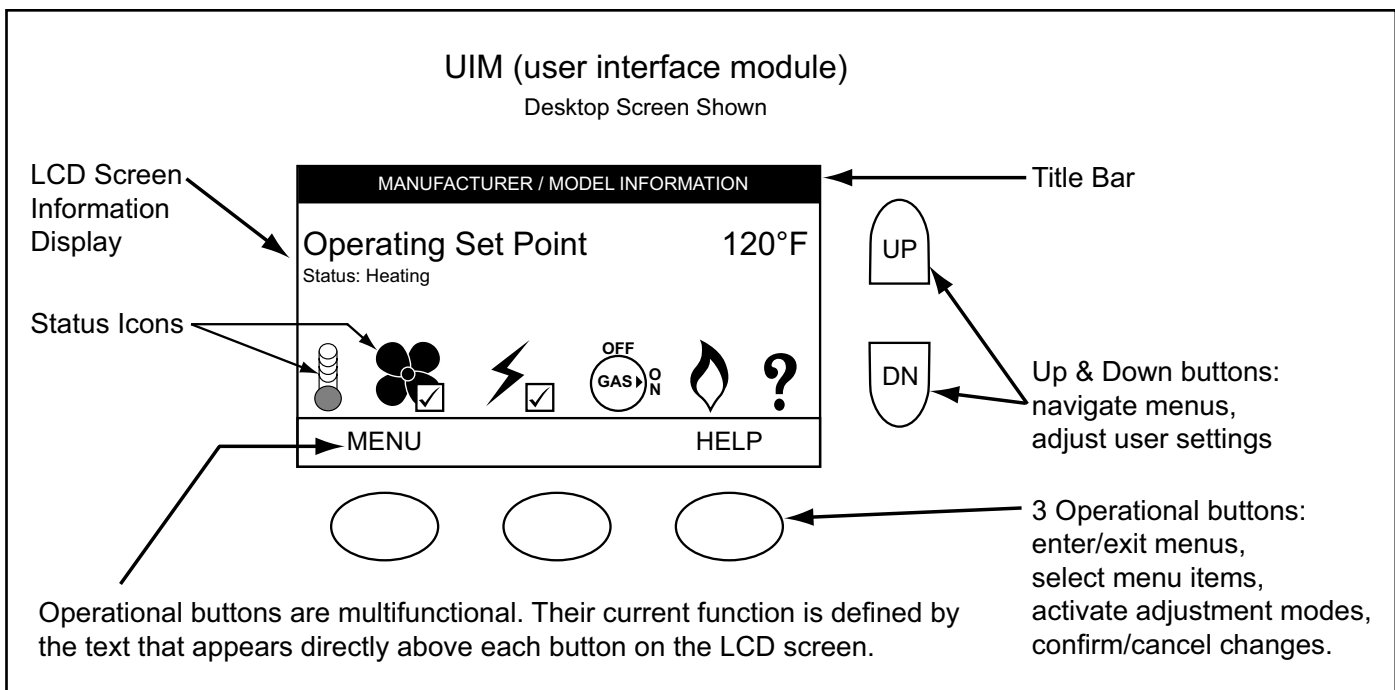 UIM (user interface module)
Desktop Screen Shown
LCD Screen
Information
Display
MANUFACTURER / MODEL INFORMATION
Title Bar
Operating Set Point 120°F
Status: Heating
UP
Status Icons
OFF
GAS
ON
?
DN
Up & Down buttons:
navigate menus,
adjust user settings
MENU HELP
3 Operational buttons:
enter/exit menus,
select menu items,
activate adjustment modes,
confirm/cancel changes.
Operational buttons are multifunctional. Their current function is defined by
the text that appears directly above each button on the LCD screen.